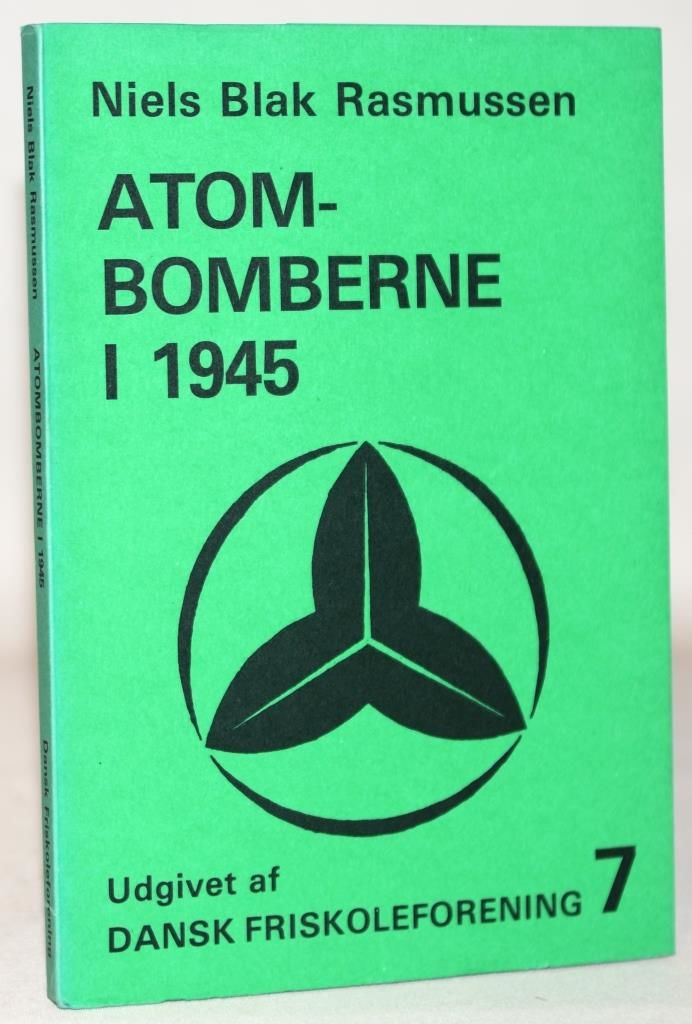 Niels Blak Rasmussen
ATOM-
BOMBERNE
I 1945
Udgivet af
DANSK FRISKOLEFORENING 7
Niels Blak Rasmussen ATOMBOMBERNE I 1945 Dansk Friskoleforening